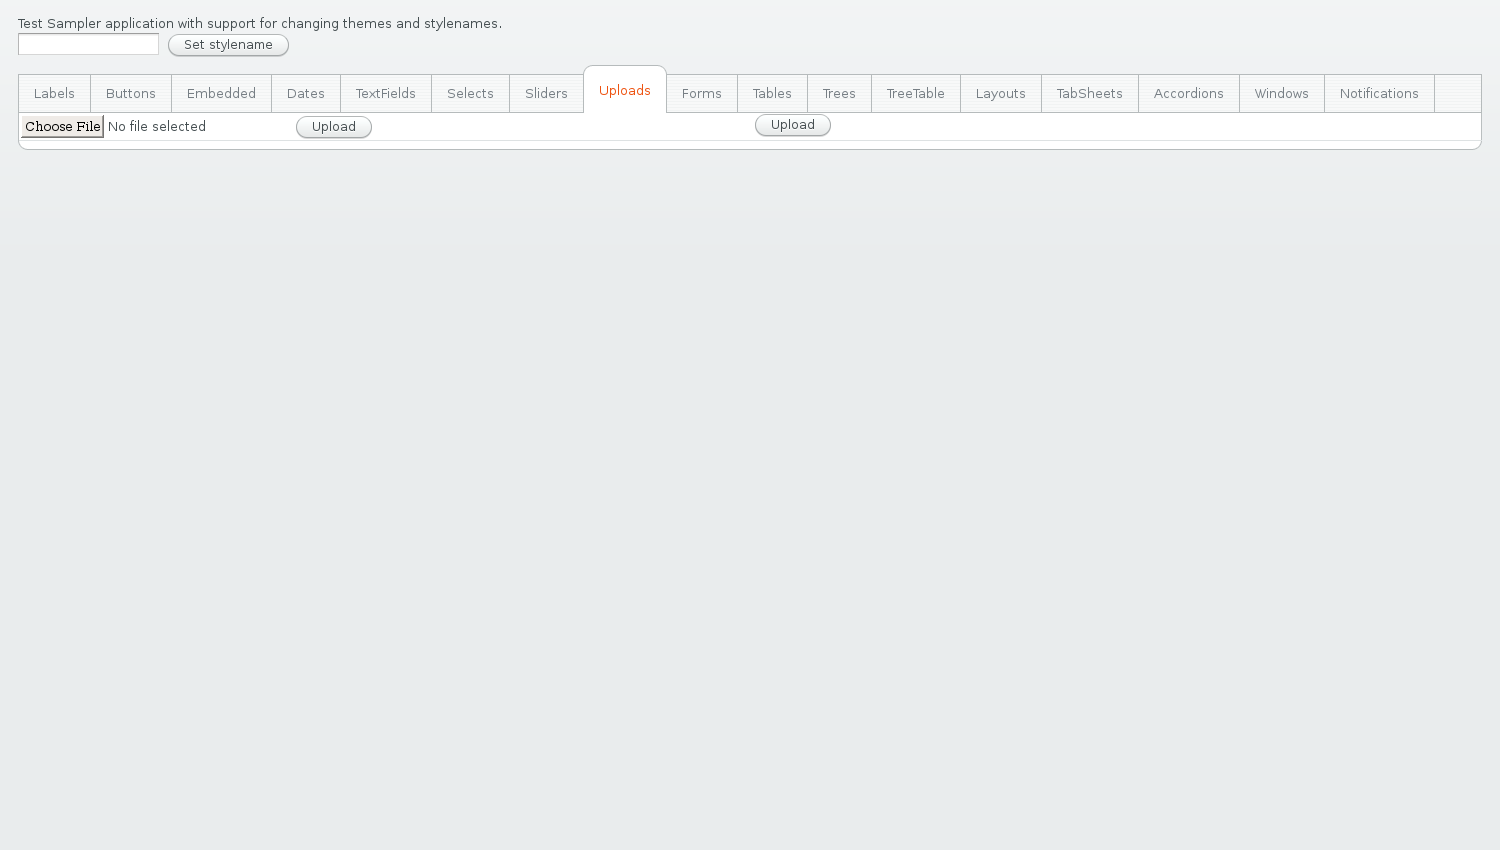 Test Sampler application with support for changing themes and stylenames.
Set stylename
Labels Buttons Embedded Dates TextFields Selects Sliders Uploads Forms Tables Trees TreeTable Layouts TabSheets Accordions Windows Notifications
Choose File No file selected Upload Upload